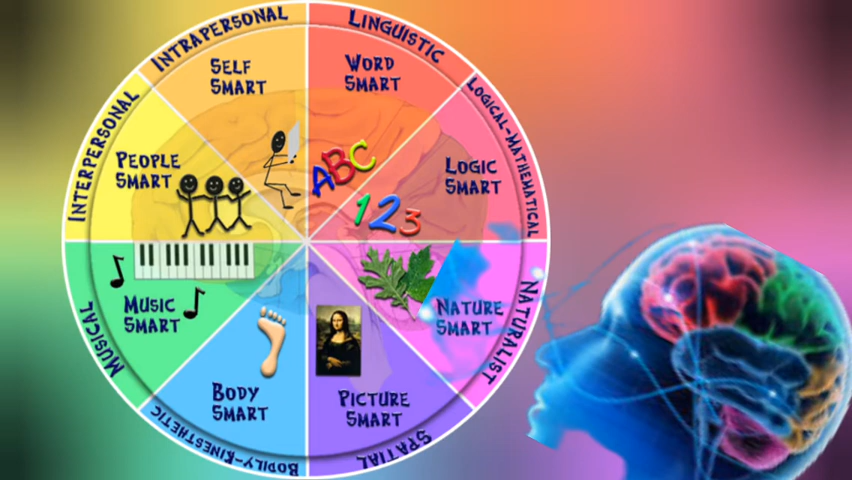 INTRAPERSONAL
SELF
SMART
LINGUISTIC
WORD
SMART
LOGICAL-MATHEMATICAL
LOGIC
SMART
NATURALIST
NATURE
SMART
SPATIAL
PICTURE
SMART
BODILY-KINESTHETIC
BODY
SMART
MUSICAL
MUSIC
SMART
INTERPERSONAL
PEOPLE
SMART
ABC
123